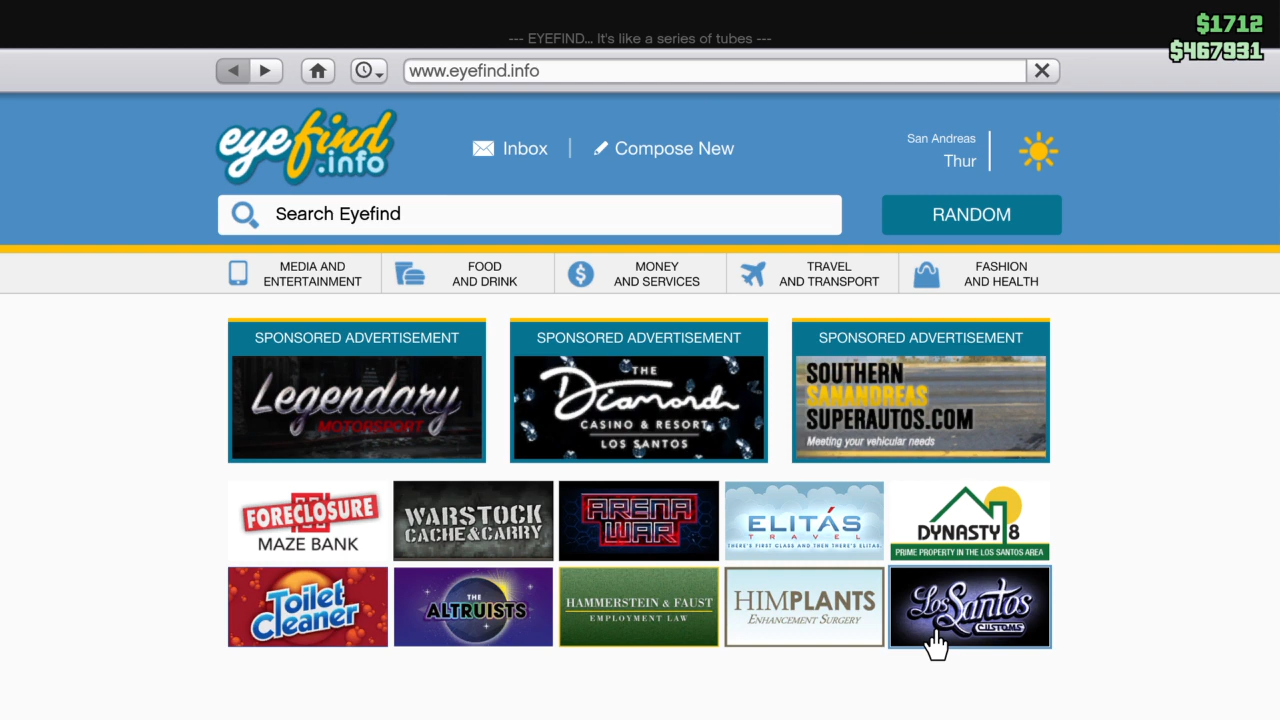 $1712
--- EYEFIND... It's like a series of tubes ---
$467931
www.eyefind.info
eyefind
.info
Inbox
Compose New
San Andreas
Thur
Search Eyefind
RANDOM
MEDIA AND
ENTERTAINMENT
FOOD
AND DRINK
MONEY
AND SERVICES
TRAVEL
AND TRANSPORT
FASHION
AND HEALTH
SPONSORED ADVERTISEMENT
Legendary
MOTORSPORT
SPONSORED ADVERTISEMENT
THE
Diamond
CASINO & RESORT
LOS SANTOS
SPONSORED ADVERTISEMENT
SOUTHERN
SANANDREAS
SUPERAUTOS.COM
Meeting your vehicular needs
FORECLOSURE
MAZE BANK
WARSTOCK
CACHE&CARRY
ARENA
WAR
ELITÁS
TRAVEL
THERE'S FIRST CLASS AND THEN THERE'S ELITAS.
DYNASTY 8
PRIME PROPERTY IN THE LOS SANTOS AREA
Toilet
Cleaner
THE
ALTRUISTS
HAMMERSTEIN & FAUST
EMPLOYMENT LAW
HIMPLANTS
ENHANCEMENT SURGERY
Los Santos
CUSTOMS